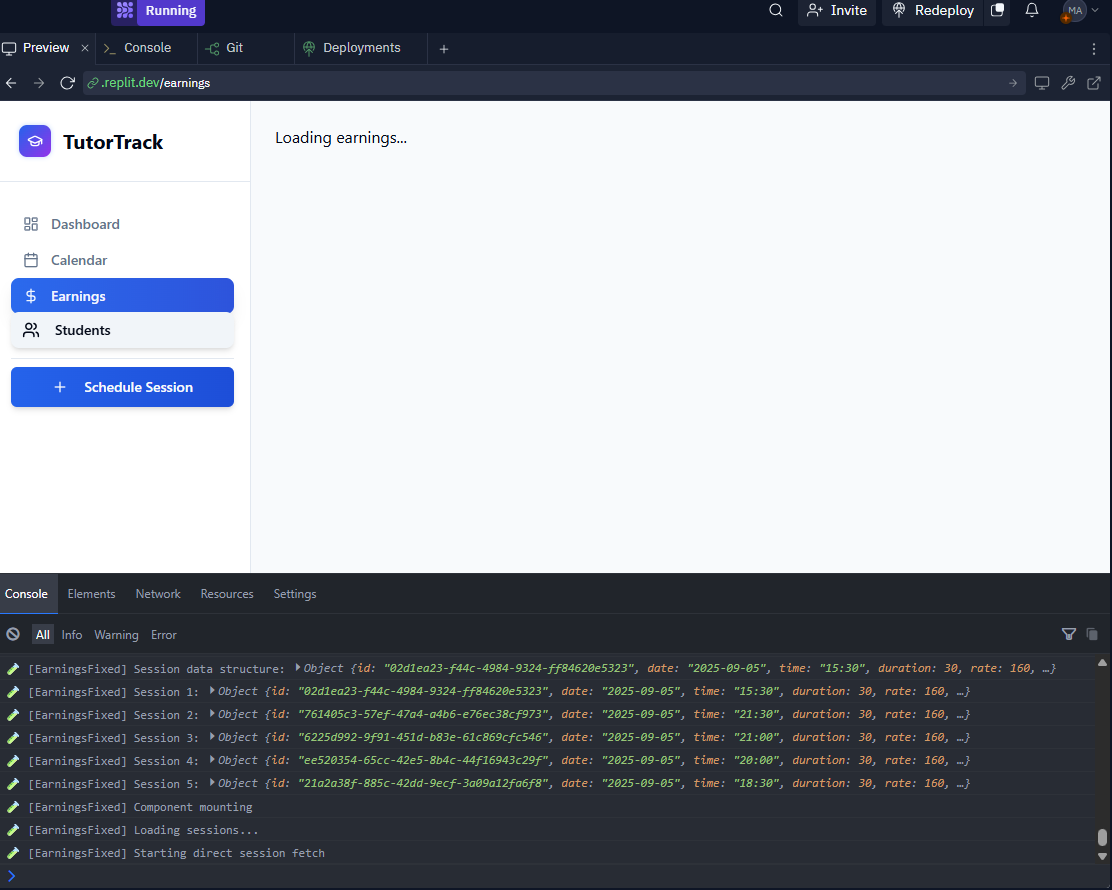 Running
Invite
Redeploy
MA
Preview
Console
Git
Deployments
.replit.dev/earnings
TutorTrack
Loading earnings...
Dashboard
Calendar
Earnings
Students
Schedule Session
Console Elements Network Resources Settings
All Info Warning Error
[EarningsFixed] Session data structure: Object {id: "02d1ea23-f44c-4984-9324-ff84620e5323", date: "2025-09-05", time: "15:30", duration: 30, rate: 160, …}
[EarningsFixed] Session 1: Object {id: "02d1ea23-f44c-4984-9324-ff84620e5323", date: "2025-09-05", time: "15:30", duration: 30, rate: 160, …}
[EarningsFixed] Session 2: Object {id: "761405c3-57ef-47a4-a4b6-e76ec38cf973", date: "2025-09-05", time: "21:30", duration: 30, rate: 160, …}
[EarningsFixed] Session 3: Object {id: "6225d992-9f91-451d-b83e-61c869cfc546", date: "2025-09-05", time: "21:00", duration: 30, rate: 160, …}
[EarningsFixed] Session 4: Object {id: "ee520354-65cc-42e5-8b4c-44f16943c29f", date: "2025-09-05", time: "20:00", duration: 30, rate: 160, …}
[EarningsFixed] Session 5: Object {id: "21a2a38f-885c-42dd-9ecf-3a09a12fa6f8", date: "2025-09-05", time: "18:30", duration: 30, rate: 160, …}
[EarningsFixed] Component mounting
[EarningsFixed] Loading sessions...
[EarningsFixed] Starting direct session fetch